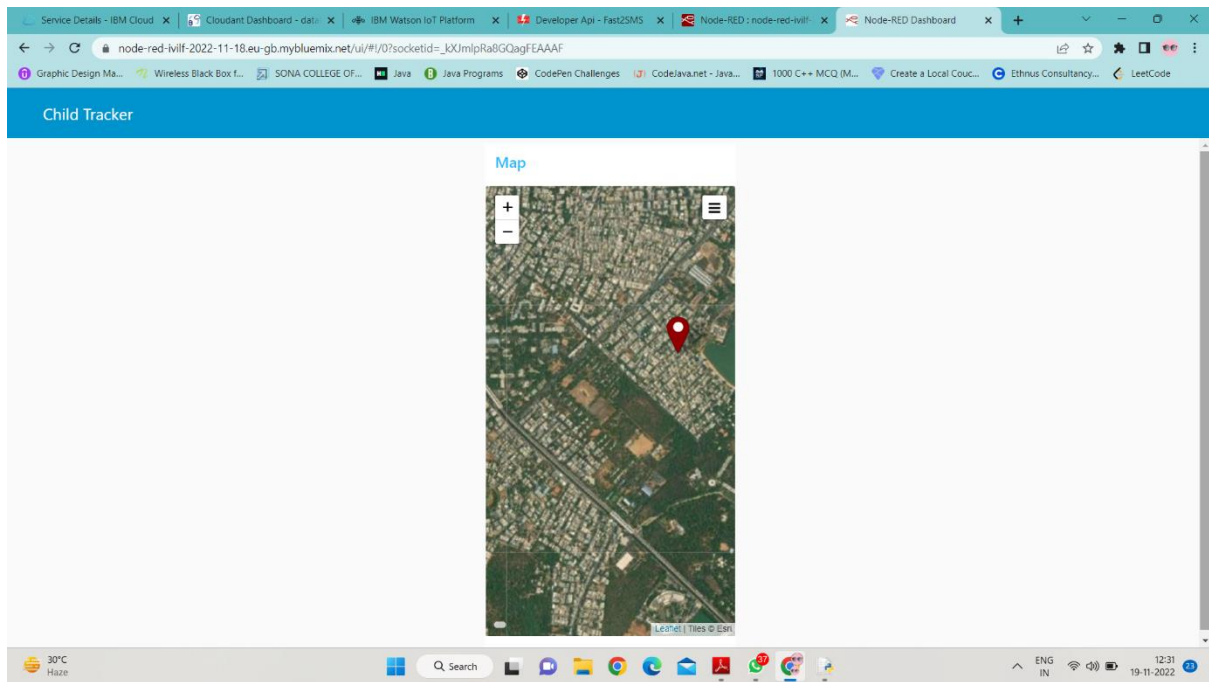 Service Details - IBM Cloud
Cloudant Dashboard - data
IBM Watson IoT Platform
Developer Api - Fast2SMS
Node-RED : node-red-ivilf-
Node-RED Dashboard
node-red-ivilf-2022-11-18.eu-gb.mybluemix.net/ui/#!/0?socketid=_kXJmlpRa8GQagFEAAAF
Graphic Design Ma...
Wireless Black Box f...
SONA COLLEGE OF...
Java
Java Programs
CodePen Challenges
CodeJava.net - Java...
1000 C++ MCQ (M...
Create a Local Couc...
Ethnus Consultancy...
LeetCode
Child Tracker
Map
+
−
Leaflet | Tiles © Esri
30°C
Haze
Search
37
ENG
IN
12:31
19-11-2022
23